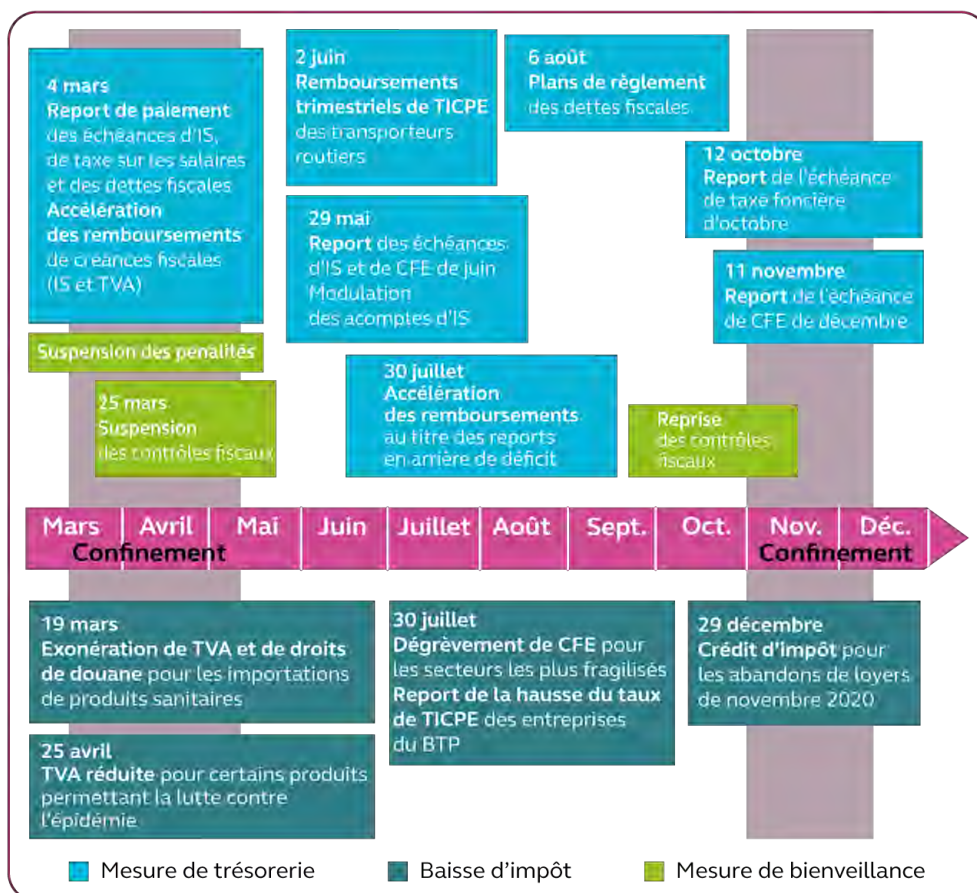 4 mars
Report de paiement
des échéances d'IS,
de taxe sur les salaires
et des dettes fiscales
Accélération
des remboursements
de créances fiscales
(IS et TVA)
2 juin
Remboursements
trimestriels de TICPE
des transporteurs
routiers
6 août
Plans de règlement
des dettes fiscales
12 octobre
Report de l'échéance
de taxe foncière
d'octobre
29 mai
Report des échéances
d'IS et de CFE de juin
Modulation
des acomptes d'IS
11 novembre
Report de l'échéance
de CFE de décembre
Suspension des penalités
25 mars
Suspension
des contrôles fiscaux
30 juillet
Accélération
des remboursements
au titre des reports
en arrière de déficit
Reprise
des contrôles
fiscaux
Mars Avril Mai Juin Juillet Août Sept. Oct. Nov. Déc.
Confinement Confinement
19 mars
Exonération de TVA et de droits
de douane pour les importations
de produits sanitaires
30 juillet
Dégrèvement de CFE pour
les secteurs les plus fragilisés
Report de la hausse du taux
de TICPE des entreprises
du BTP
29 décembre
Crédit d'impôt pour
les abandons de loyers
de novembre 2020
25 avril
TVA réduite pour certains produits
permettant la lutte contre
l'épidémie
Mesure de trésorerie Baisse d'impôt Mesure de bienveillance